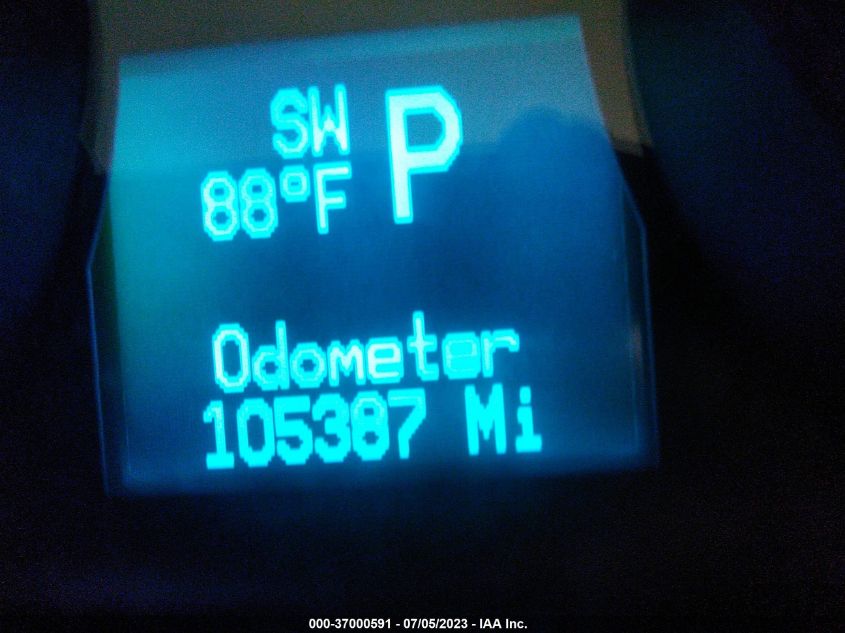 SW P
88°F
Odometer
105387 Mi
000-37000591 - 07/05/2023 - IAA Inc.